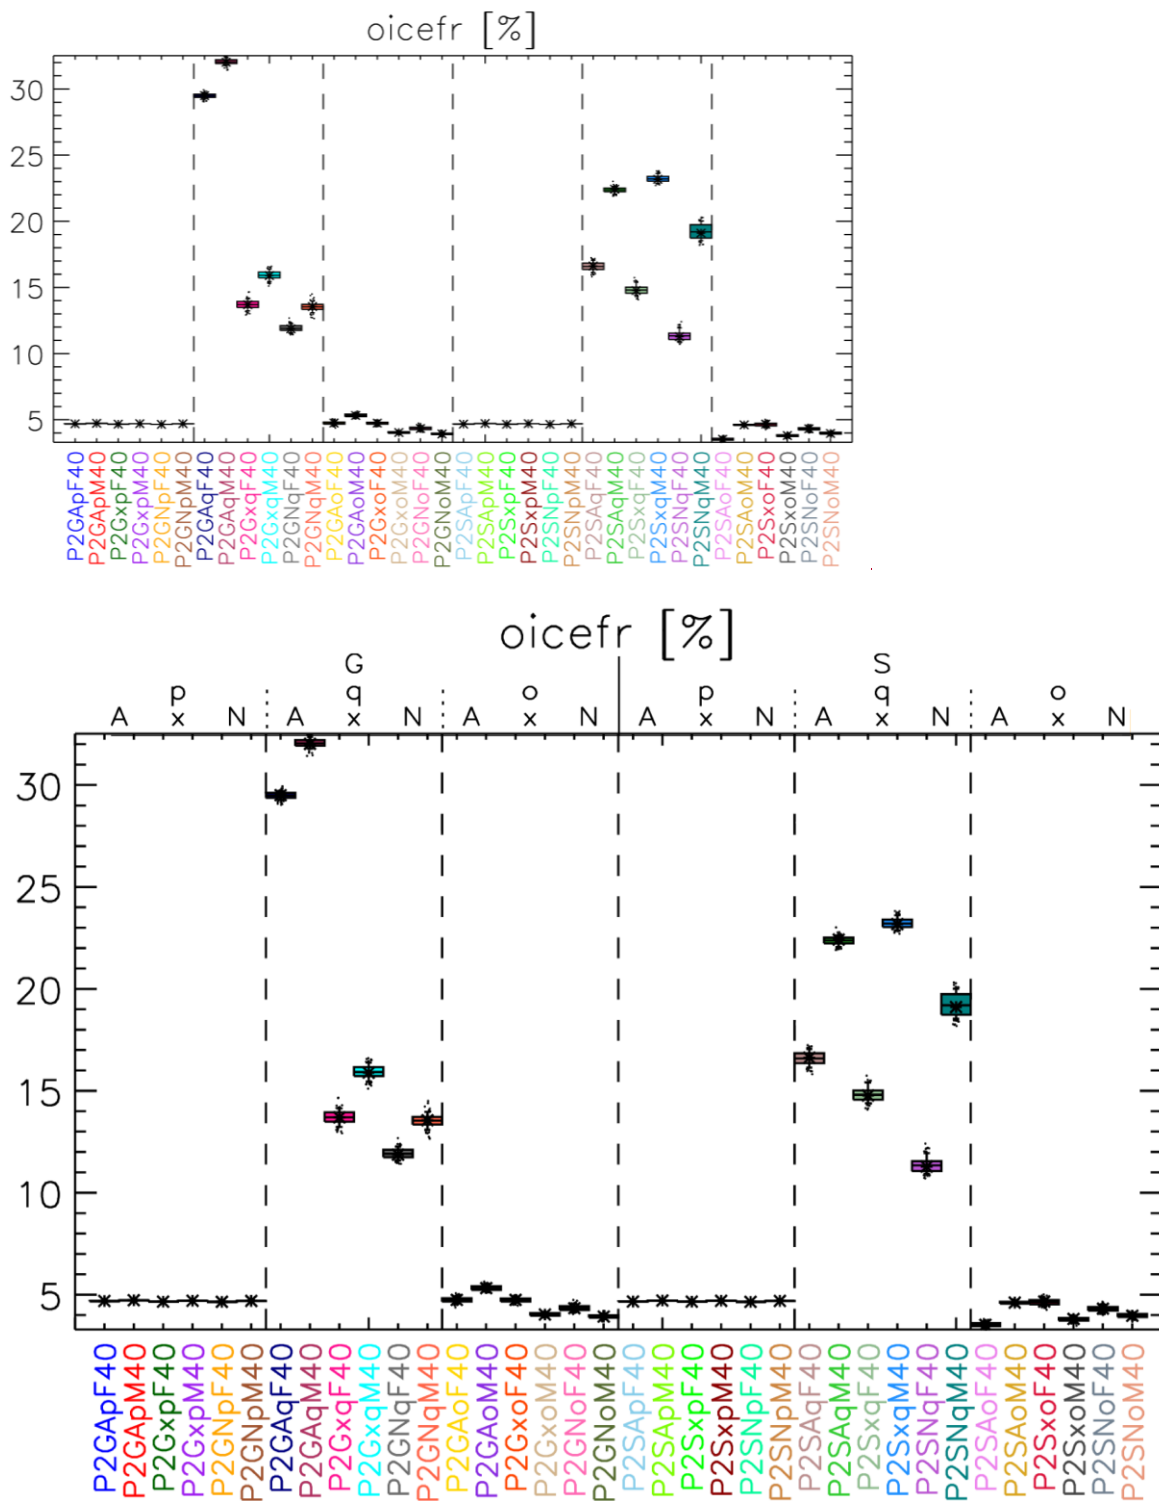 oicefr [%]
30
25
20
15
10
5
P2GApF40
P2GApM40
P2GxpF40
P2GxpM40
P2GNpF40
P2GNpM40
P2GAqF40
P2GAqM40
P2GxqF40
P2GxqM40
P2GNqF40
P2GNqM40
P2GAoF40
P2GAoM40
P2GxoF40
P2GxoM40
P2GNoF40
P2GNoM40
P2SApF40
P2SApM40
P2SxpF40
P2SxpM40
P2SNpF40
P2SNpM40
P2SAqF40
P2SAqM40
P2SxqF40
P2SxqM40
P2SNqF40
P2SNqM40
P2SAoF40
P2SAoM40
P2SxoF40
P2SxoM40
P2SNoF40
P2SNoM40
oicefr [%]
G S
p q o p q o
A x N A x N A x N A x N A x N A x N
30
25
20
15
10
5
P2GApF40
P2GApM40
P2GxpF40
P2GxpM40
P2GNpF40
P2GNpM40
P2GAqF40
P2GAqM40
P2GxqF40
P2GxqM40
P2GNqF40
P2GNqM40
P2GAoF40
P2GAoM40
P2GxoF40
P2GxoM40
P2GNoF40
P2GNoM40
P2SApF40
P2SApM40
P2SxpF40
P2SxpM40
P2SNpF40
P2SNpM40
P2SAqF40
P2SAqM40
P2SxqF40
P2SxqM40
P2SNqF40
P2SNqM40
P2SAoF40
P2SAoM40
P2SxoF40
P2SxoM40
P2SNoF40
P2SNoM40